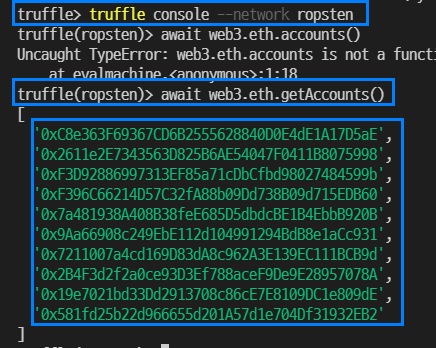 truffle> truffle console --network ropsten
truffle(ropsten)> await web3.eth.accounts()
Uncaught TypeError: web3.eth.accounts is not a functi
at evalmachine.<anonymous>:1:18
truffle(ropsten)> await web3.eth.getAccounts()
[
'0xC8e363F69367CD6B2555628840D0E4dE1A17D5aE',
'0x2611e2E7343563D825B6AE54047F0411B8075998',
'0xF3D92886997313EF85a71cDbCfbd98027484599b',
'0xF396C66214D57C32fA88b09Dd738B09d715EDB60',
'0x7a481938A408B38feE685D5dbdcBE1B4EbbB920B',
'0x9Aa66908c249EbE112d104991294BdB8e1aCc931',
'0x7211007a4cd169D83dA8c962A3E139EC111BCB9d',
'0x2B4F3d2f2a0ce93D3Ef788aceF9De9E28957078A',
'0x19e7021bd33Dd2913708c86cE7E8109DC1e809dE',
'0x581fd25b22d966655d201A57d1e704Df31932EB2'
]